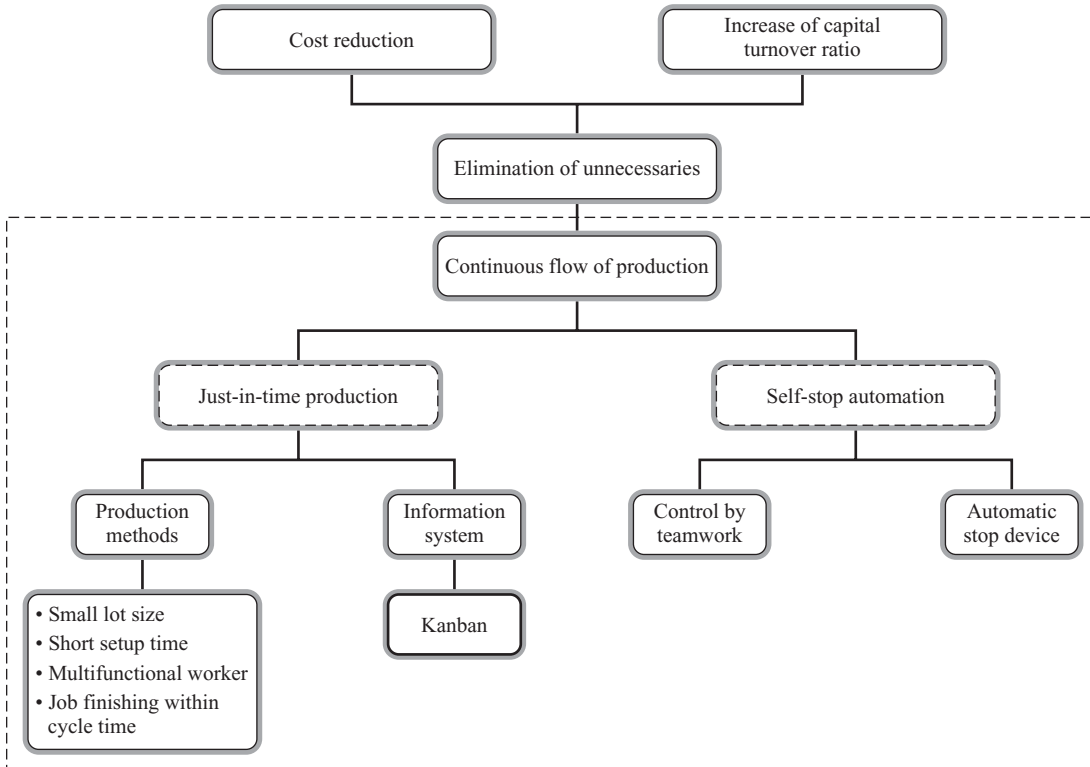 Cost reduction
Increase of capital
turnover ratio
Elimination of unnecessaries
Continuous flow of production
Just-in-time production
Self-stop automation
Production
methods
Information
system
Control by
teamwork
Automatic
stop device
• Small lot size
• Short setup time
• Multifunctional worker
• Job finishing within
cycle time
Kanban